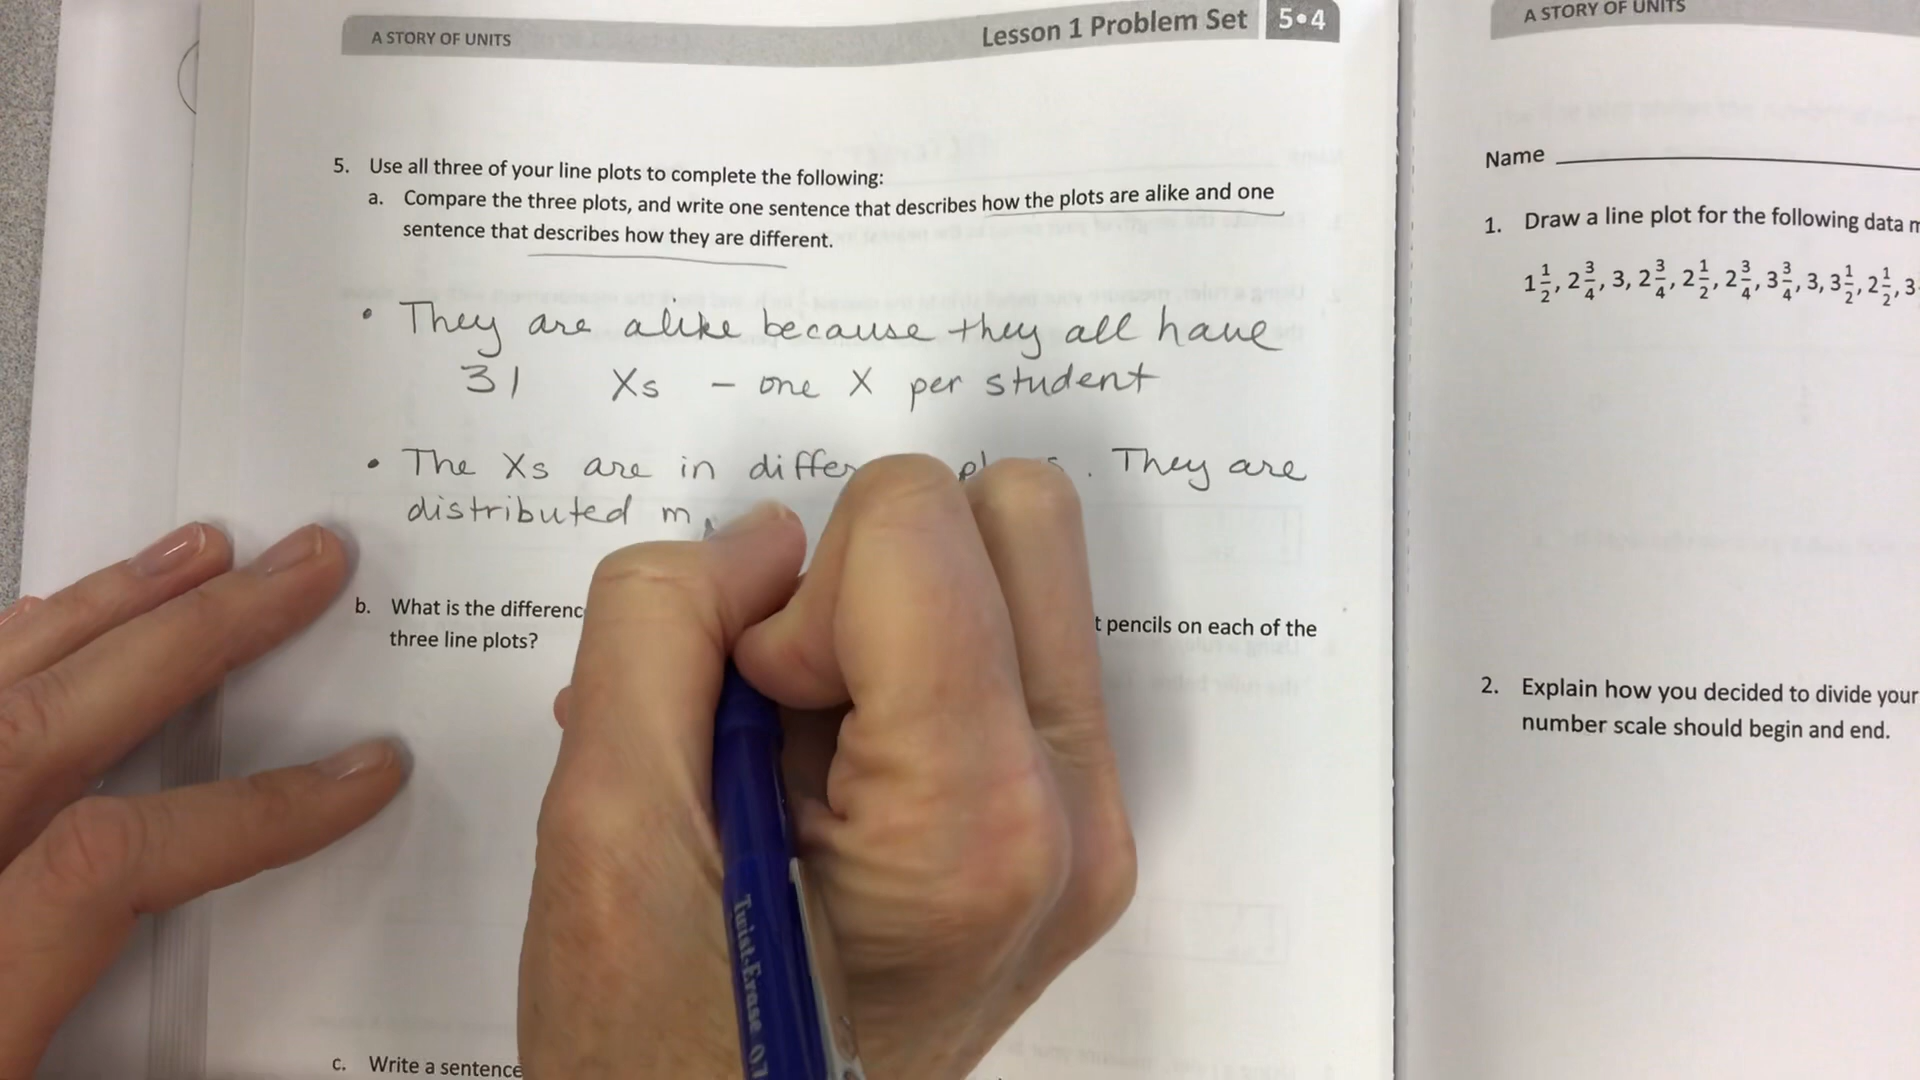 A STORY OF UNITS
Lesson 1 Problem Set 5•4
5. Use all three of your line plots to complete the following:
a. Compare the three plots, and write one sentence that describes how the plots are alike and one
sentence that describes how they are different.
• They are alike because they all have
31 Xs – one X per student
• The Xs are in . They are
distributed
b. What is the
three line plots?
pencils on each of the
c. Write a sentence
Twist-Erase 0.7
A STORY OF UNITS
Name
1. Draw a line plot for the following data
1 1/2, 2 3/4, 3, 2 3/4, 2 1/2, 2 3/4, 3 3/4, 3, 3 1/2, 2 1/2, 3
2. Explain how you decided to divide your
number scale should begin and end.